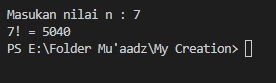 Masukan nilai n : 7
7! = 5040
PS E:\Folder Mu'aadz\My Creation>